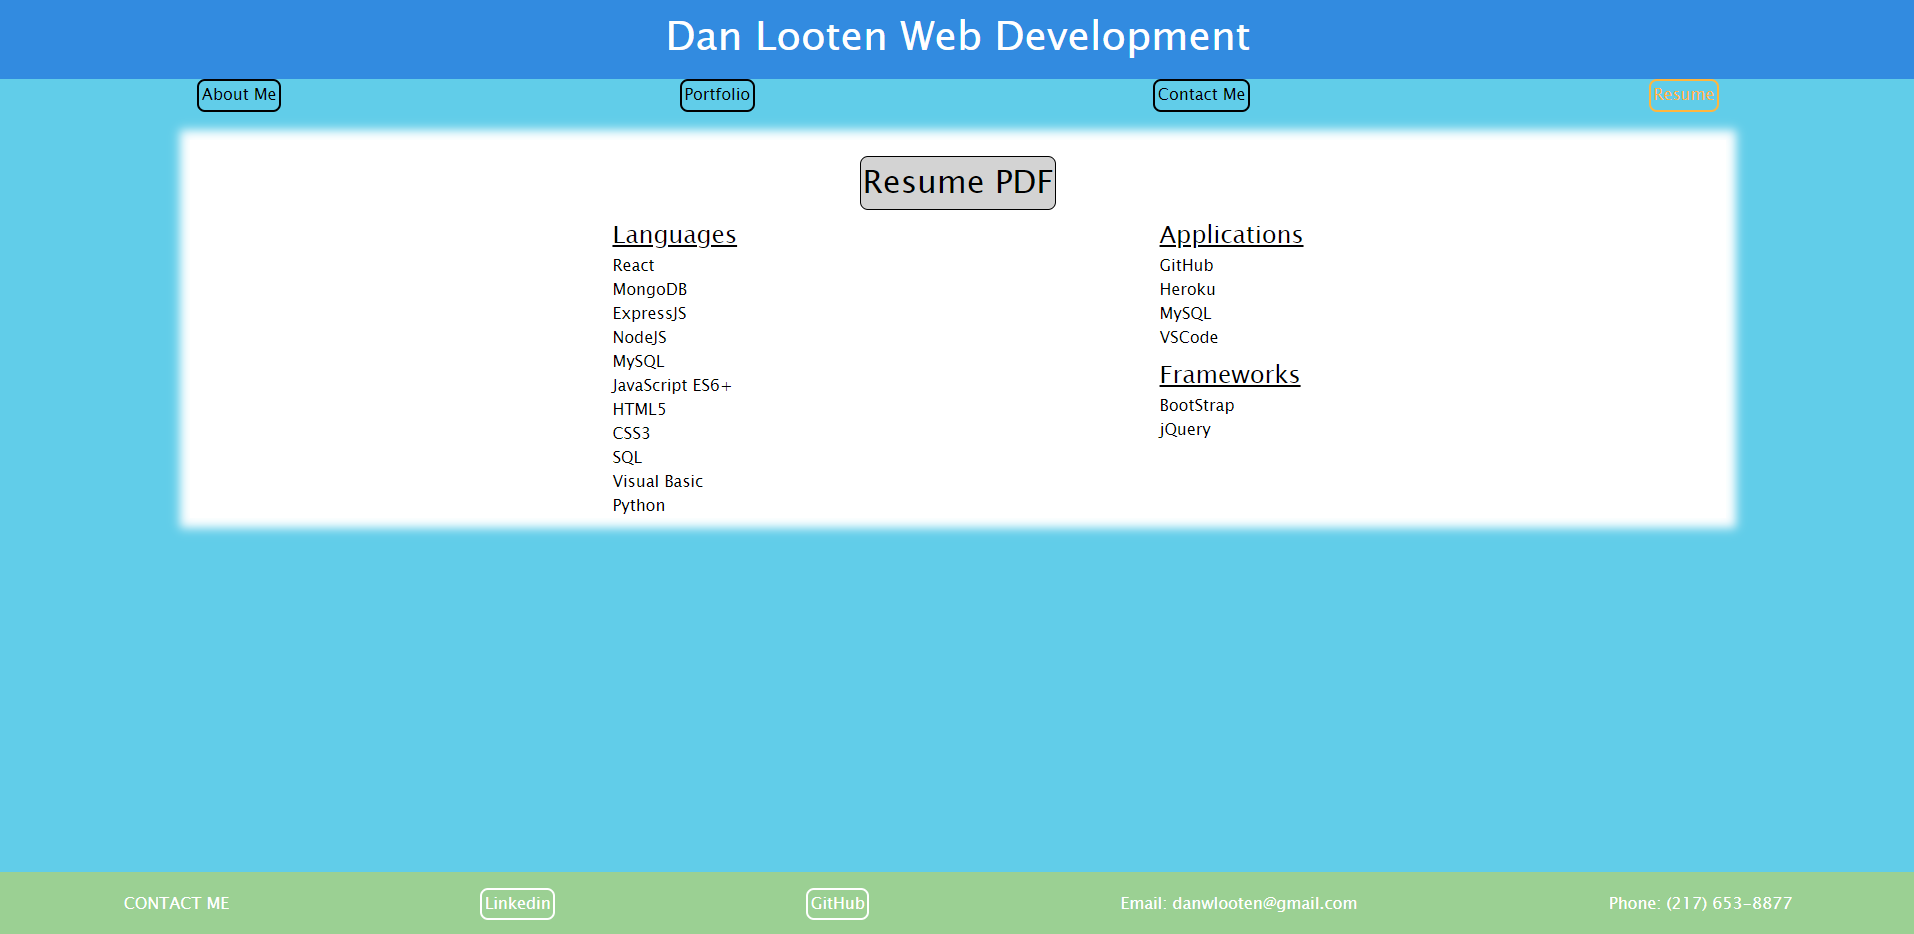 Dan Looten Web Development
About Me
Portfolio
Contact Me
Resume
Resume PDF
Languages
React
MongoDB
ExpressJS
NodeJS
MySQL
JavaScript ES6+
HTML5
CSS3
SQL
Visual Basic
Python
Applications
GitHub
Heroku
MySQL
VSCode
Frameworks
BootStrap
jQuery
CONTACT ME
Linkedin
GitHub
Email: danwlooten@gmail.com
Phone: (217) 653-8877